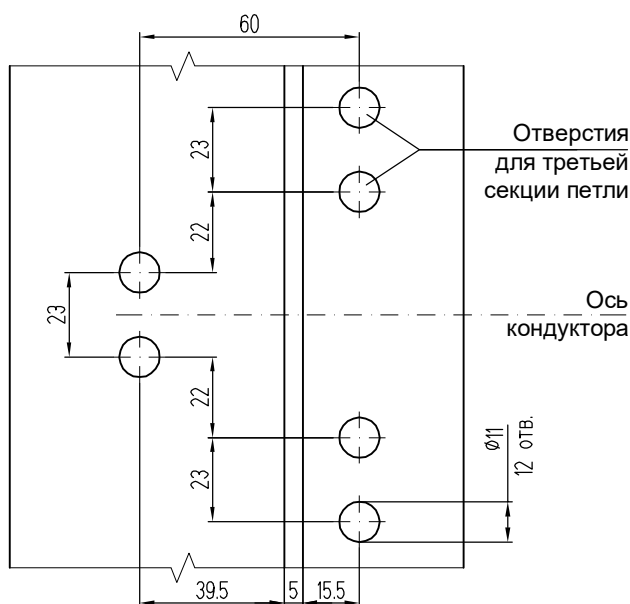 60
23
Отверстия
для третьей
секции петли
22
23
Ось
кондуктора
22
23
Ø11
12 отв.
39.5
5
15.5